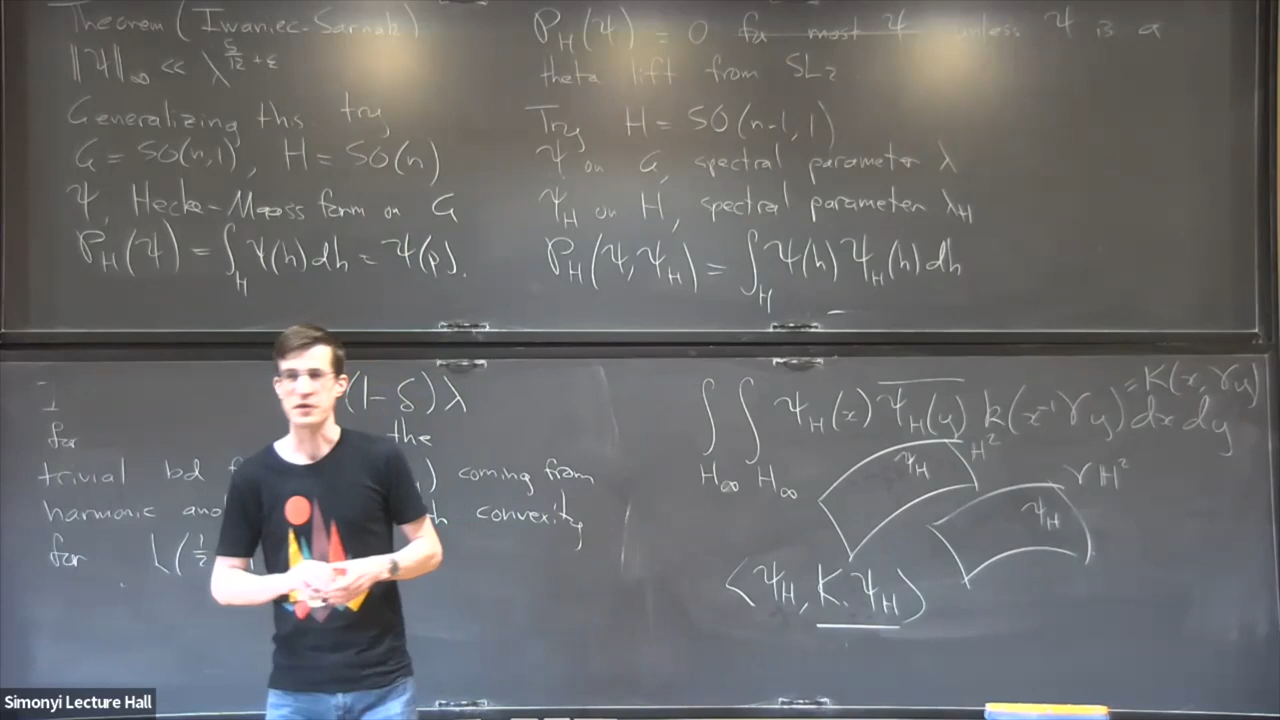 Theorem (Iwaniec-Sarnak)
‖Ψ‖_∞ ≪ λ^{5/12 + ε}
Generalizing this: try
G = SO(n,1), H = SO(n)
Ψ, Hecke-Maass form on G
P_H(Ψ) = ∫_H Ψ(h)dh = Ψ(p).
P_H(Ψ) = 0 for most Ψ unless Ψ is a
theta lift from SL_2
Try H = SO(n-1,1)
Ψ on G, spectral parameter λ
Ψ_H on H, spectral parameter λ_H
P_H(Ψ,Ψ_H) = ∫_H Ψ(h)Ψ_H(h)dh
(1-δ)λ
for the
trivial bd coming from
harmonic convexity
for L(1/2
= K(x,γy)
∫_{H_∞} ∫_{H_∞} Ψ_H(x) \overline{Ψ_H(y)} k(x^{-1}γy) dx dy
Ψ_H H²
γH²
Ψ_H
⟨Ψ_H, K.Ψ_H⟩
Simonyi Lecture Hall